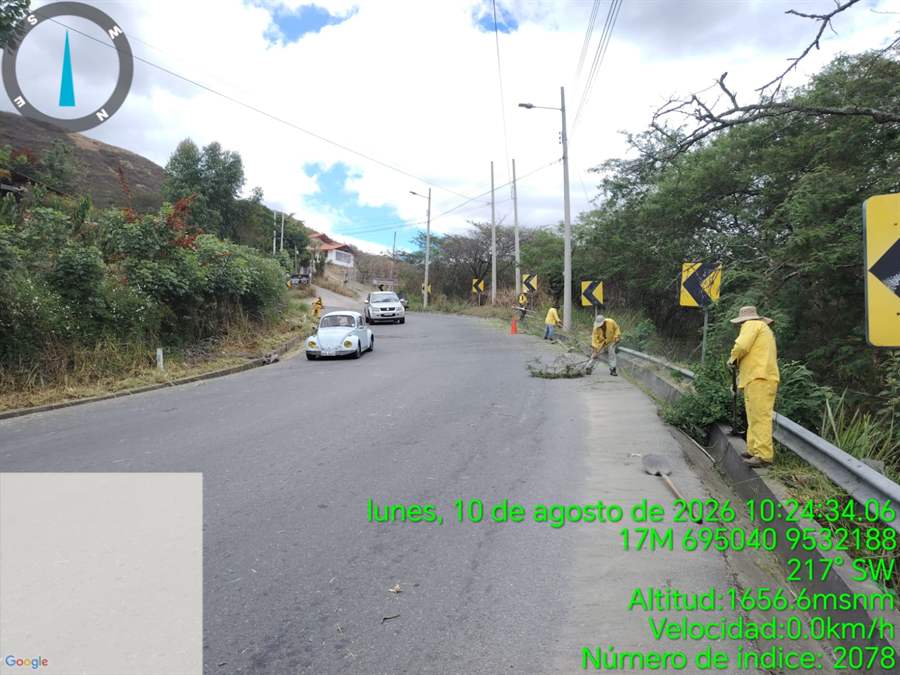 S
W
E
N
lunes, 10 de agosto de 2026 10:24:34.06
17M 695040 9532188
217° SW
Altitud:1656.6msnm
Velocidad:0.0km/h
Número de índice: 2078
Google